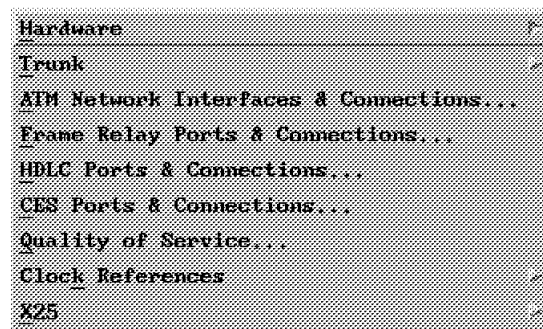 Hardware
Trunk
ATM Network Interfaces & Connections...
Frame Relay Ports & Connections...
HDLC Ports & Connections...
CES Ports & Connections...
Quality of Service...
Clock References
X25